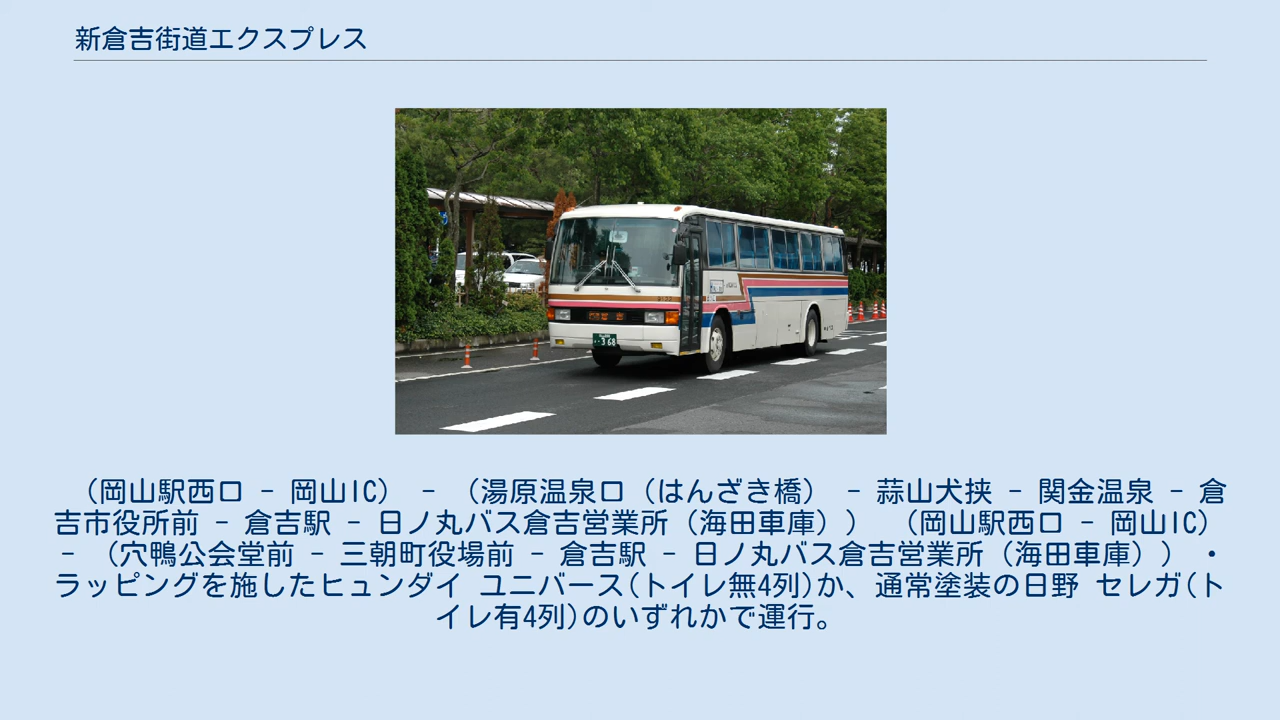 新倉吉街道エクスプレス
368
（岡山駅西口 - 岡山IC） - （湯原温泉口（はんざき橋） - 蒜山犬挟 - 関金温泉 - 倉
吉市役所前 - 倉吉駅 - 日ノ丸バス倉吉営業所（海田車庫）） （岡山駅西口 - 岡山IC）
- （穴鴨公会堂前 - 三朝町役場前 - 倉吉駅 - 日ノ丸バス倉吉営業所（海田車庫）） ・
ラッピングを施したヒュンダイ ユニバース(トイレ無4列)か、通常塗装の日野 セレガ(ト
イレ有4列)のいずれかで運行。